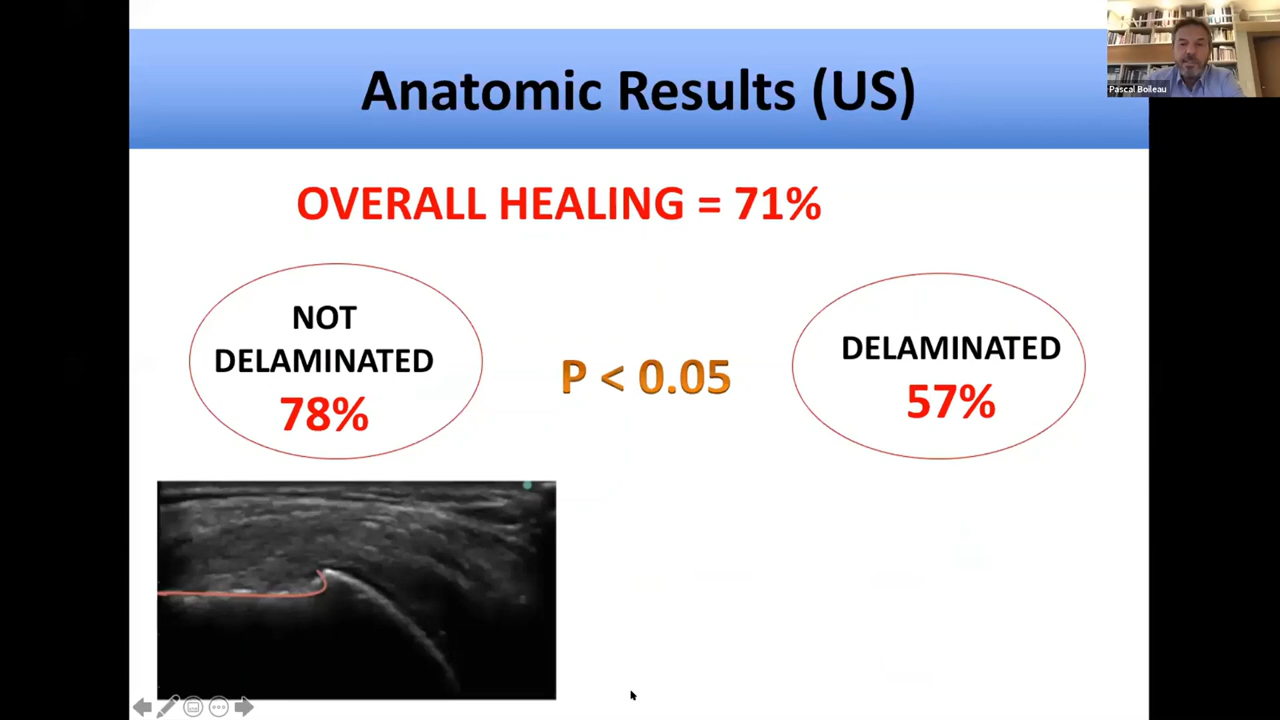 Anatomic Results (US)
Pascal Boileau
OVERALL HEALING = 71%
NOT
DELAMINATED
78%
P < 0.05
DELAMINATED
57%